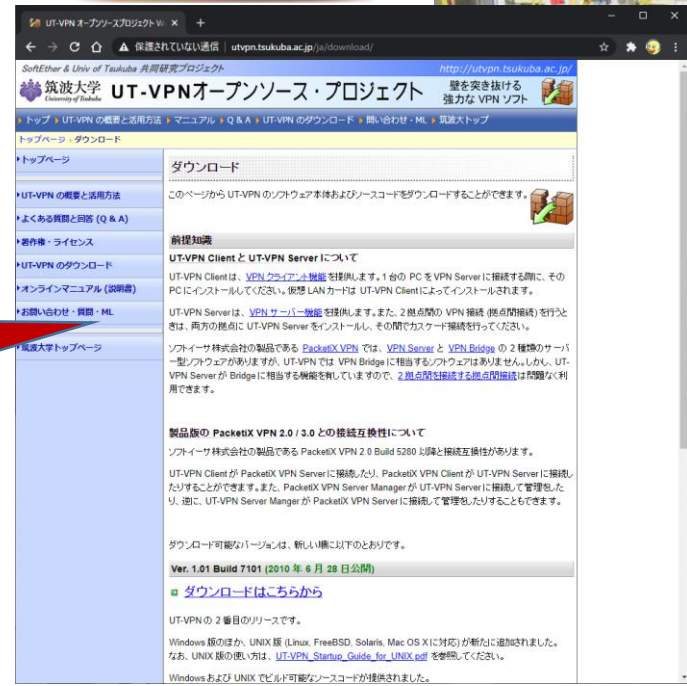 UT-VPN オープンソースプロジェクト W
保護されていない通信 | utvpn.tsukuba.ac.jp/ja/download/
SoftEther & Univ of Tsukuba 共同研究プロジェクト
http://utvpn.tsukuba.ac.jp/
筑波大学
University of Tsukuba
UT-VPNオープンソース・プロジェクト
壁を突き抜ける
強力な VPN ソフト
トップ UT-VPN の概要と活用方法 マニュアル Q & A UT-VPN のダウンロード 問い合わせ・ML 筑波大トップ
トップページ › ダウンロード
トップページ
UT-VPN の概要と活用方法
よくある質問と回答 (Q & A)
著作権・ライセンス
UT-VPN のダウンロード
オンラインマニュアル (説明書)
お問い合わせ・質問・ML
筑波大学トップページ
ダウンロード
このページから UT-VPN のソフトウェア本体およびソースコードをダウンロードすることができます。
前提知識
UT-VPN Client と UT-VPN Server について
UT-VPN Client は、VPN クライアント機能を提供します。1 台の PC を VPN Server に接続する際に、その
PC にインストールしてください。仮想 LAN カードは UT-VPN Client によってインストールされます。
UT-VPN Server は、VPN サーバー機能を提供します。また、2 拠点間の VPN 接続 (拠点間接続) を行うと
きは、両方の拠点に UT-VPN Server をインストールし、その間でカスケード接続を行ってください。
ソフトイーサ株式会社の製品である PacketiX VPN では、VPN Server と VPN Bridge の 2 種類のサーバ
ー型ソフトウェアがありますが、UT-VPN では VPN Bridge に相当するソフトウェアはありません。しかし、UT-
VPN Server が Bridge に相当する機能を有していますので、2 拠点間を接続する拠点間接続は問題なく利
用できます。
製品版の PacketiX VPN 2.0 / 3.0 との接続互換性について
ソフトイーサ株式会社の製品である PacketiX VPN 2.0 Build 5280 以降と接続互換性があります。
UT-VPN Client が PacketiX VPN Server に接続したり、PacketiX VPN Client が UT-VPN Server に接続し
たりすることができます。また、PacketiX VPN Server Manager が UT-VPN Server に接続して管理をした
り、逆に、UT-VPN Server Manger が PacketiX VPN Server に接続して管理をしたりすることもできます。
ダウンロード可能なバージョンは、新しい順に以下のとおりです。
Ver. 1.01 Build 7101 (2010 年 6 月 28 日公開)
ダウンロードはこちらから
UT-VPN の 2 番目のリリースです。
Windows 版のほか、UNIX 版 (Linux, FreeBSD, Solaris, Mac OS X に対応) が新たに追加されました。
なお、UNIX 版の使い方は、UT-VPN_Startup_Guide_for_UNIX.pdf を参照してください。
Windows および UNIX でビルド可能なソースコードが提供されました。